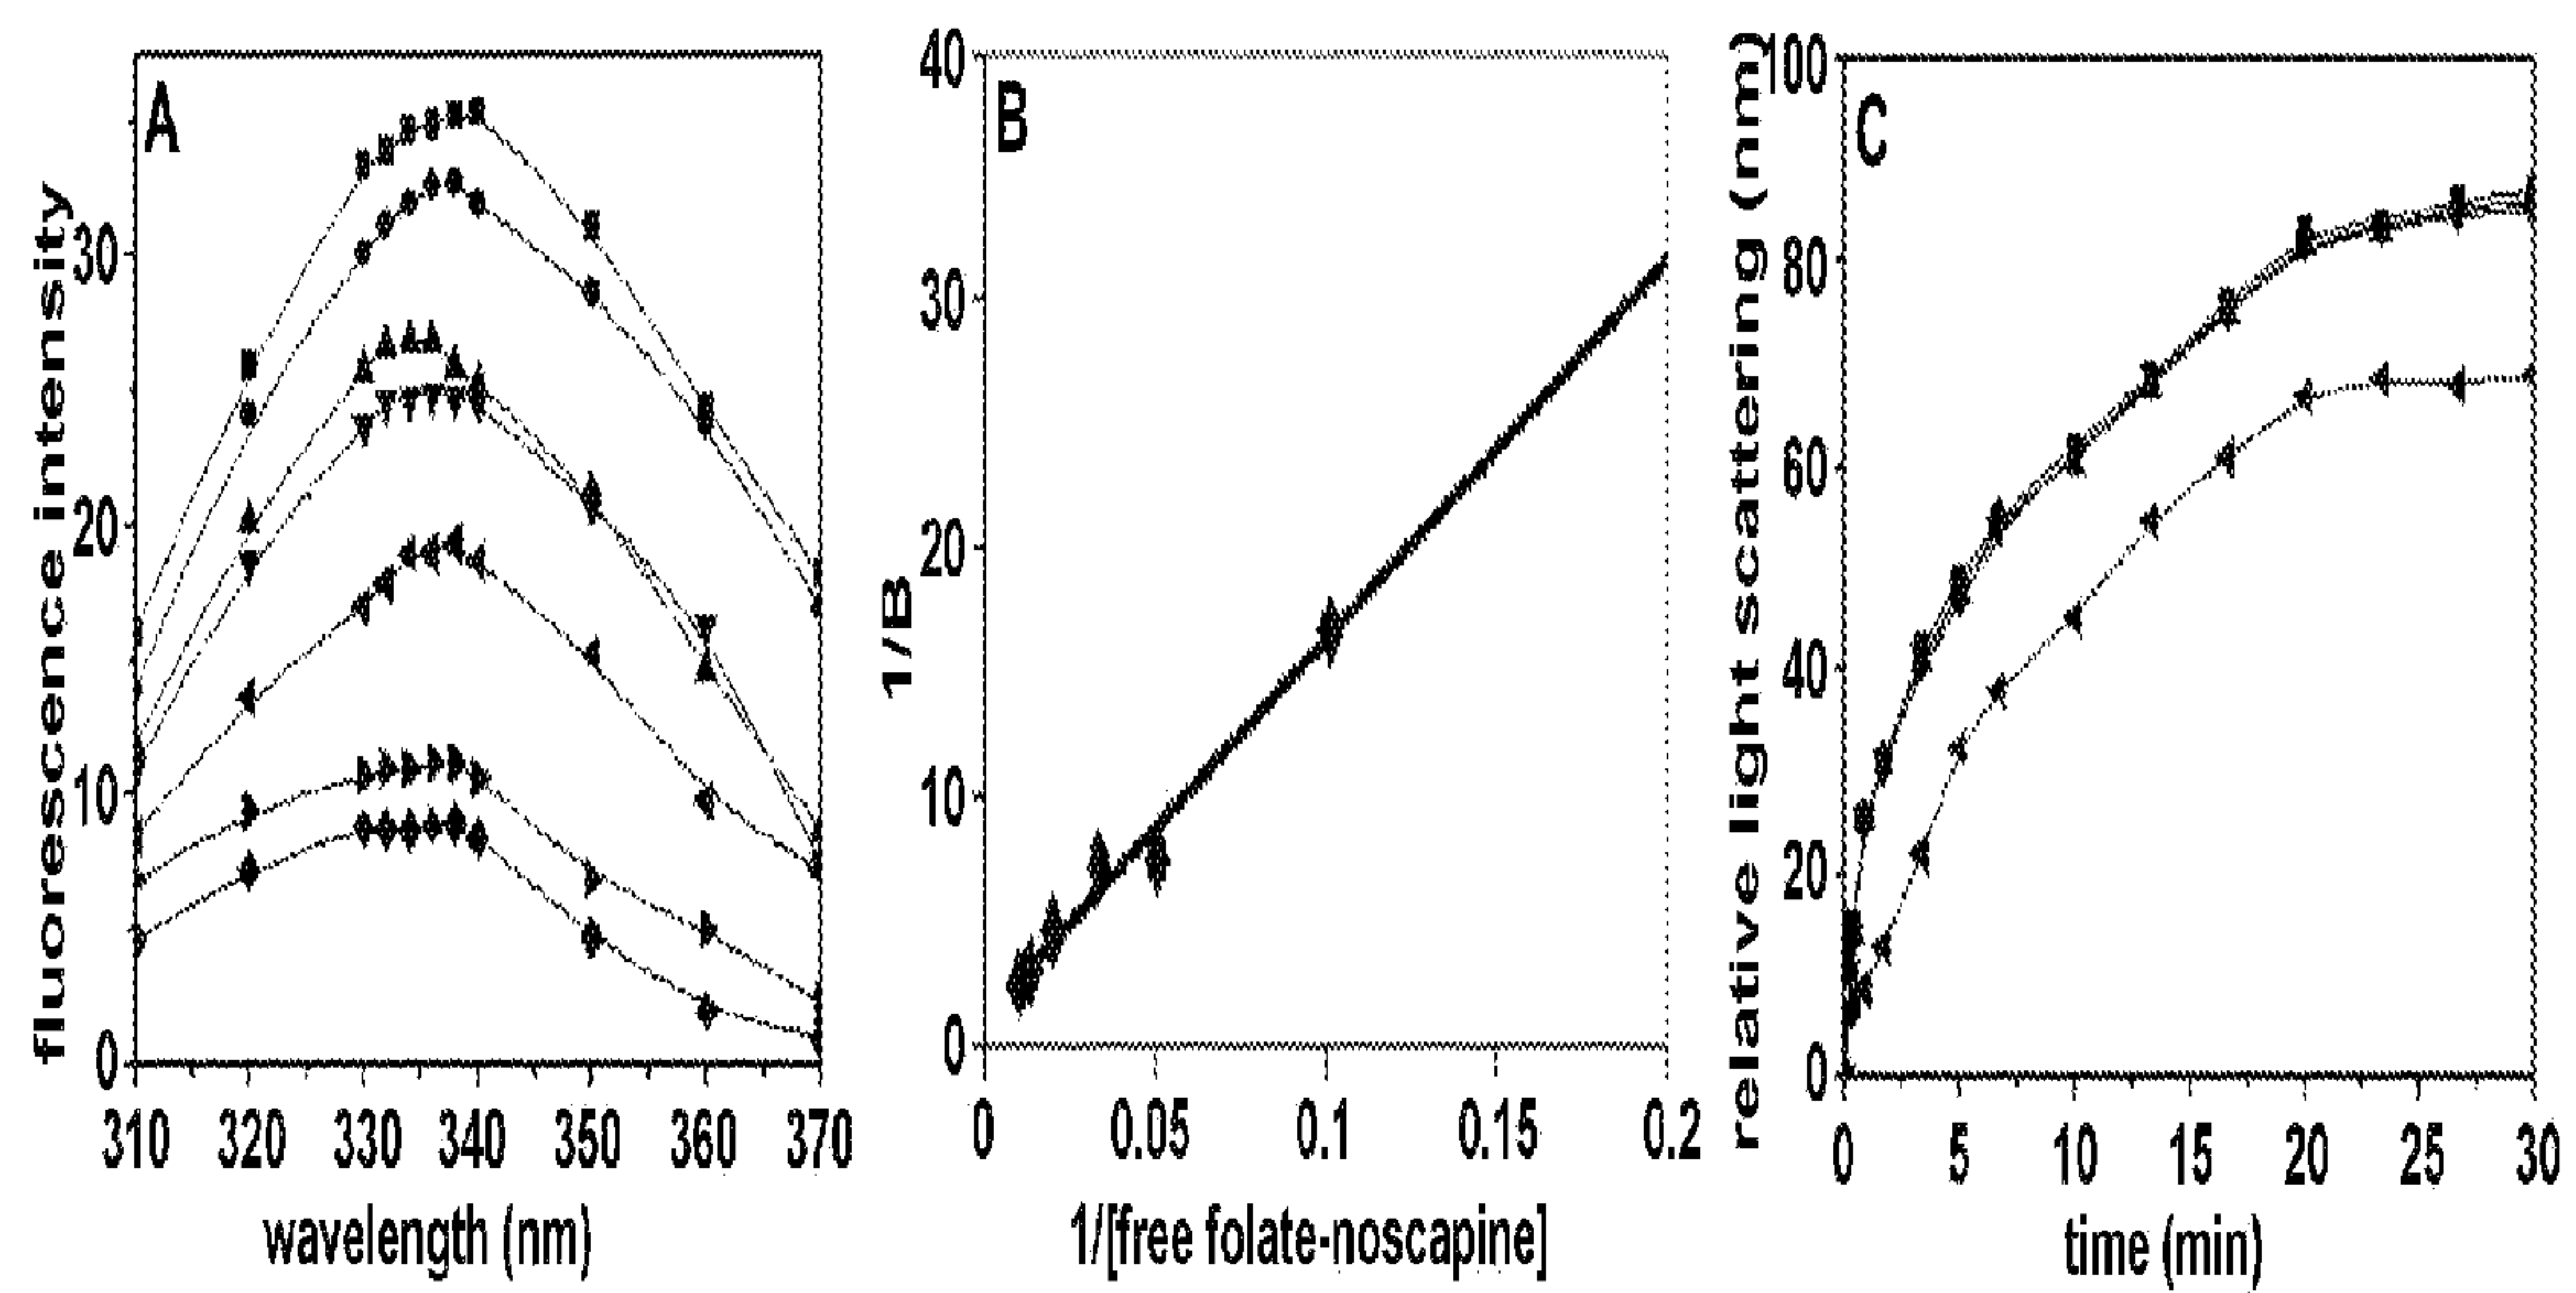 A
fluorescence intensity
30
20
10
0
310 320 330 340 350 360 370
wavelength (nm)
B
1/B
40
30
20
10
0
0 0.05 0.1 0.15 0.2
1/[free folate-noscapine]
C
relative light scattering (nm)
100
80
60
40
20
0
0 5 10 15 20 25 30
time (min)